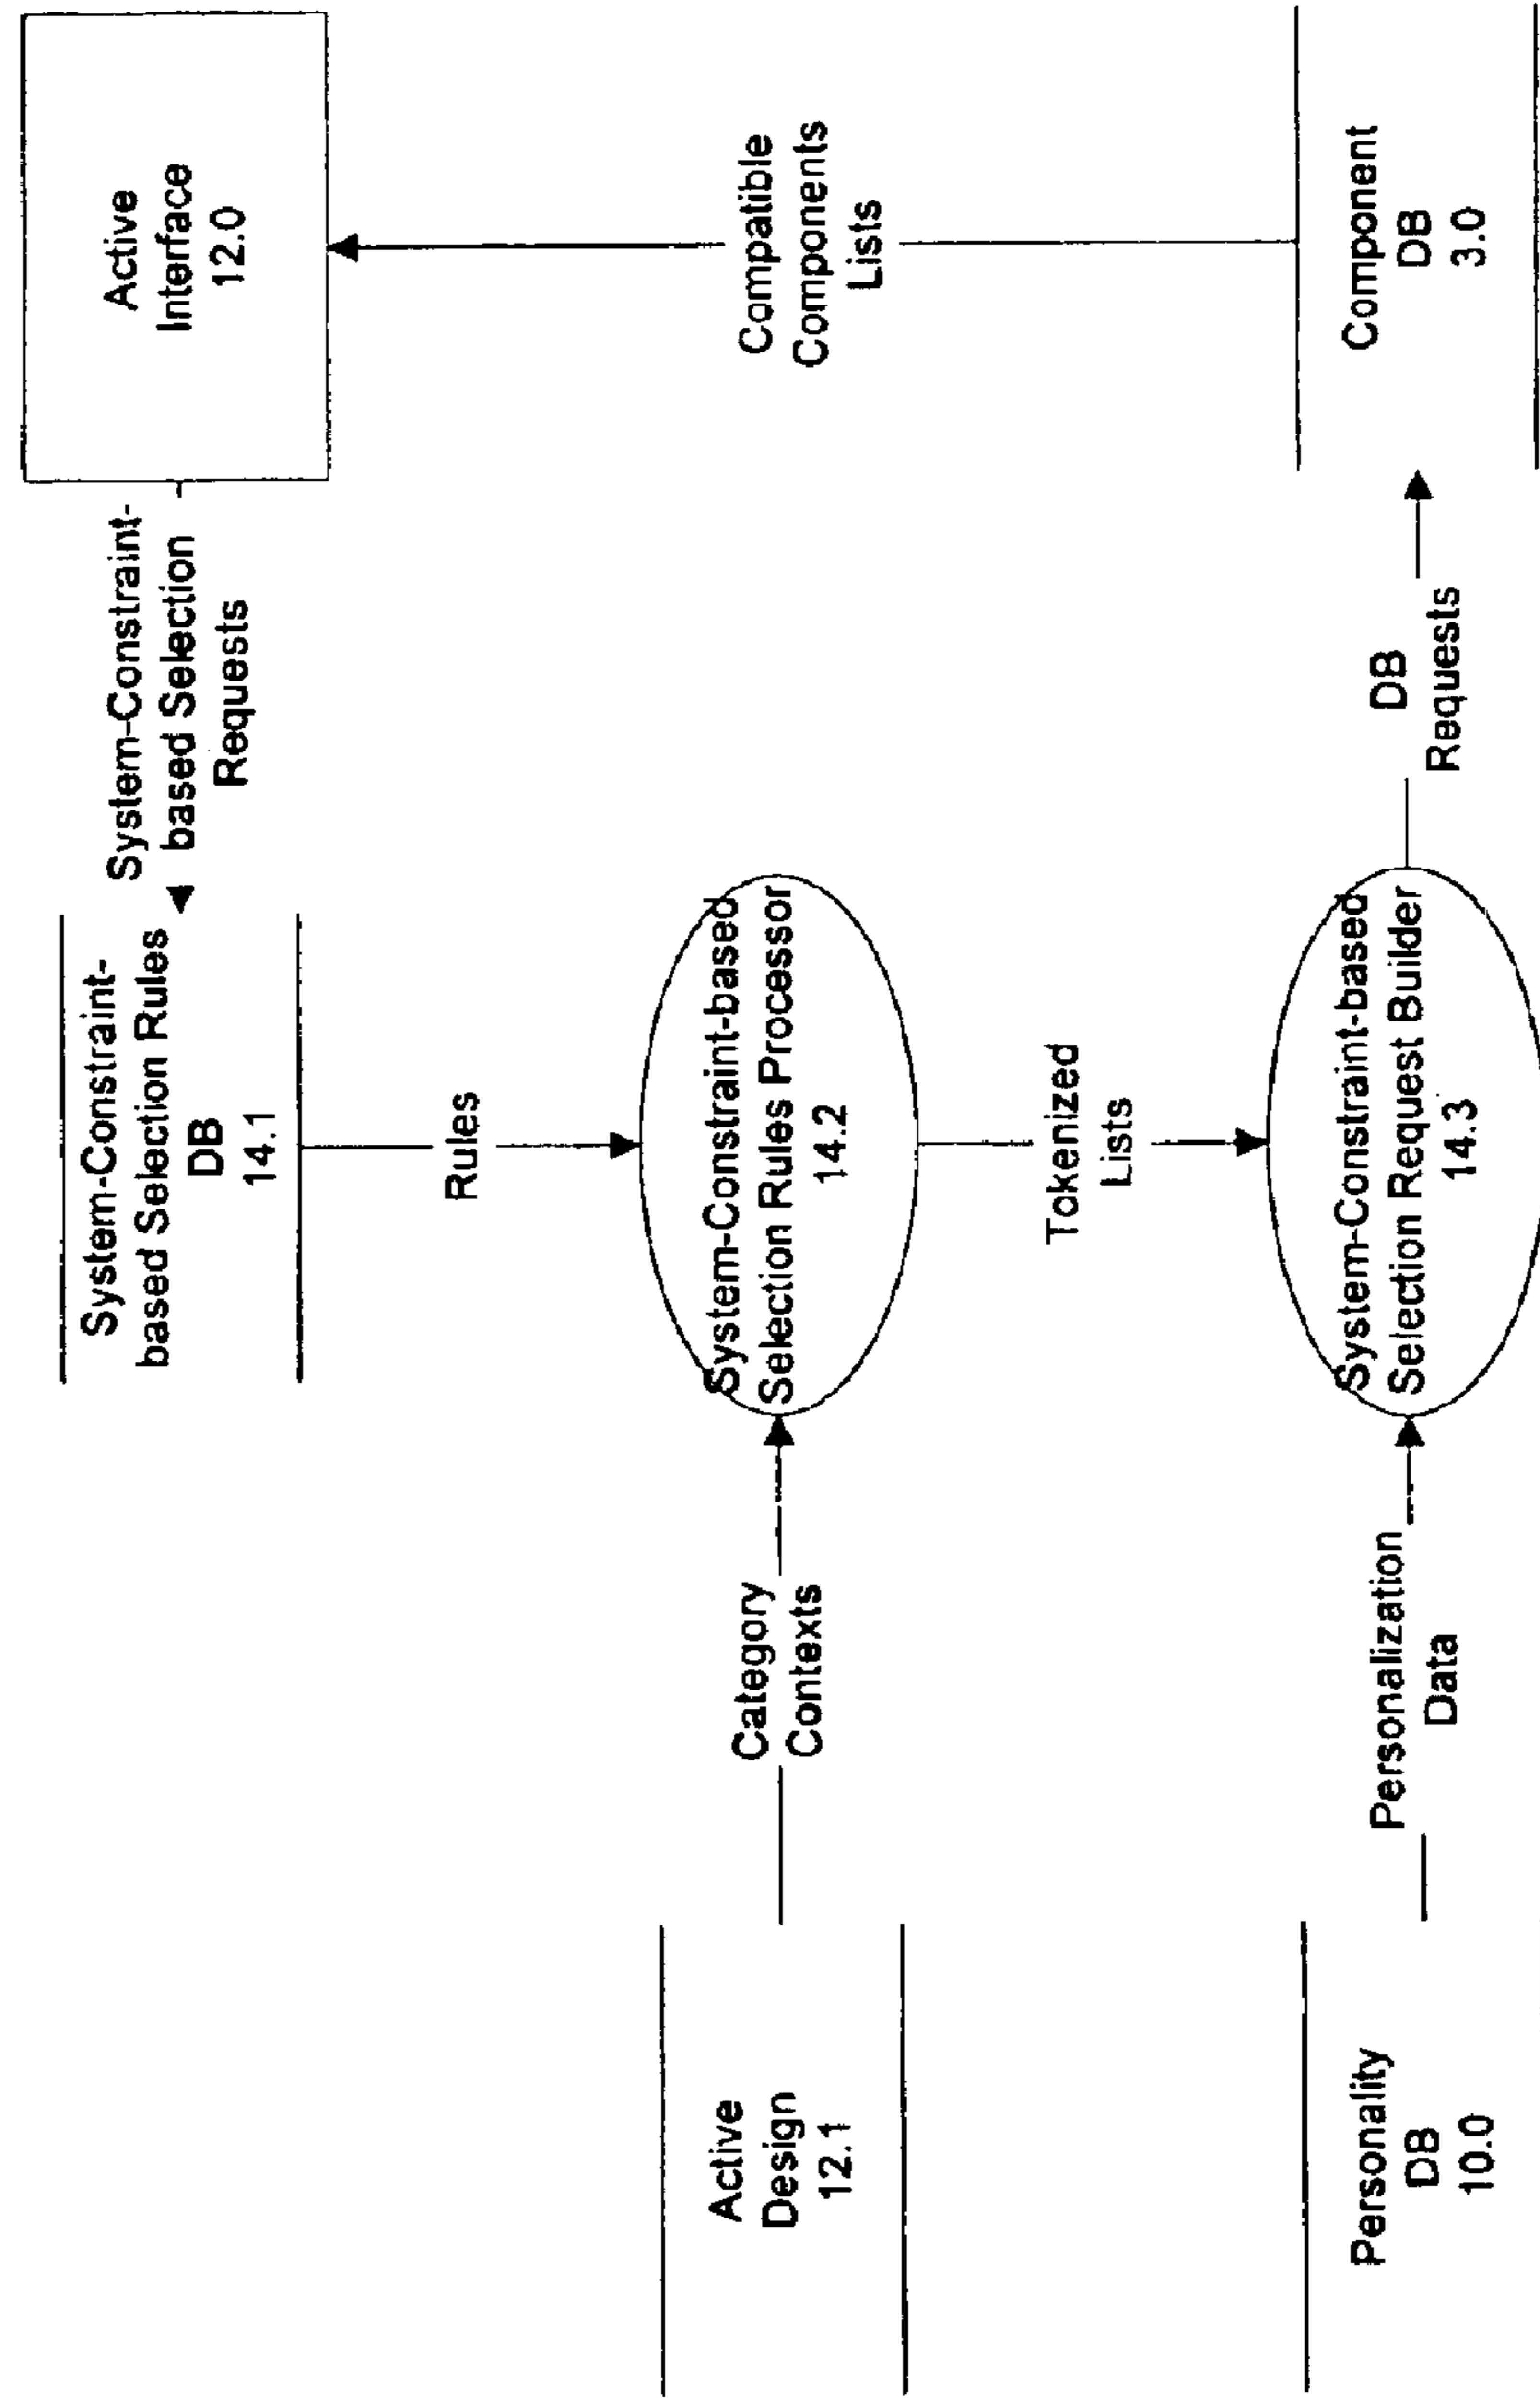 System-Constraint-
based Selection Rules
DB
14.1
System-Constraint-
based Selection
Requests
Active
Interface
12.0
Rules
Active
Design
12.1
Category
Contexts
System-Constraint-based
Selection Rules Processor
14.2
Compatible
Components
Lists
Tokenized
Lists
Personality
DB
10.0
Personalization
Data
System-Constraint-based
Selection Request Builder
14.3
DB
Requests
Component
DB
3.0